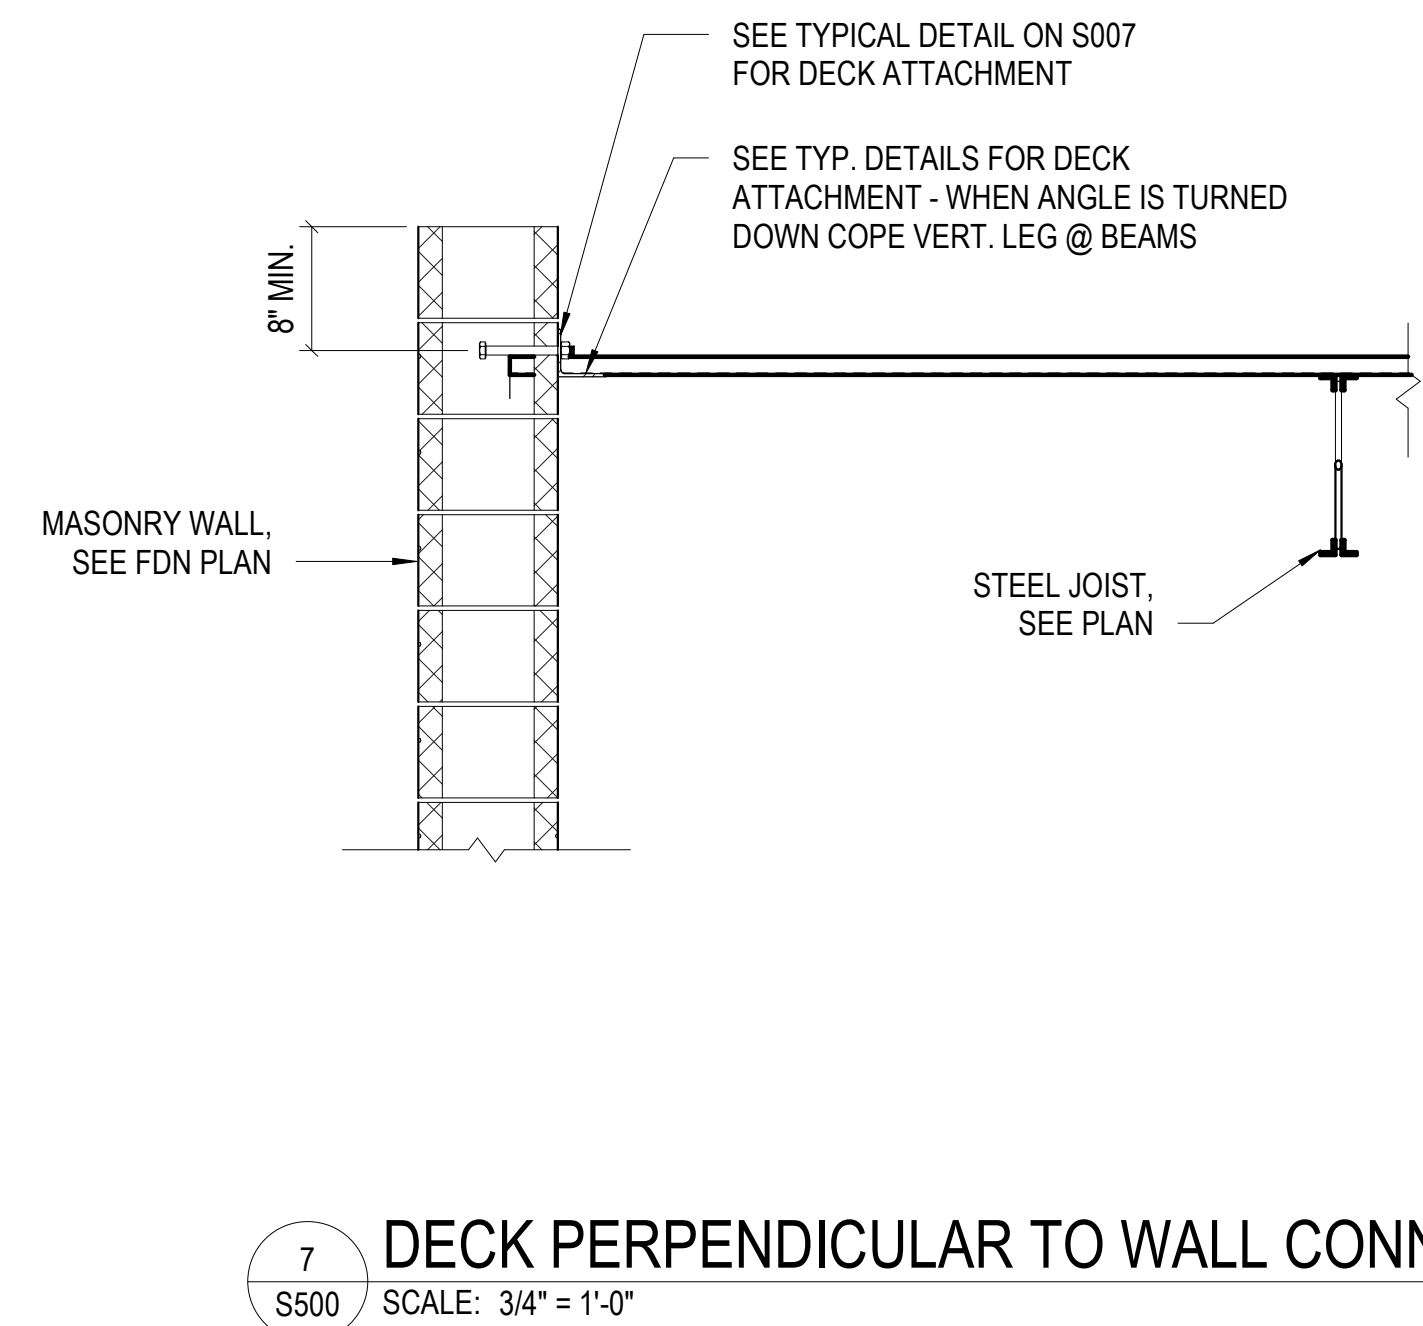 SEE TYPICAL DETAIL ON S007
FOR DECK ATTACHMENT
SEE TYP. DETAILS FOR DECK
ATTACHMENT - WHEN ANGLE IS TURNED
DOWN COPE VERT. LEG @ BEAMS
8" MIN.
MASONRY WALL,
SEE FDN PLAN
STEEL JOIST,
SEE PLAN
7
DECK PERPENDICULAR TO WALL
S500
SCALE: 3/4" = 1'-0"